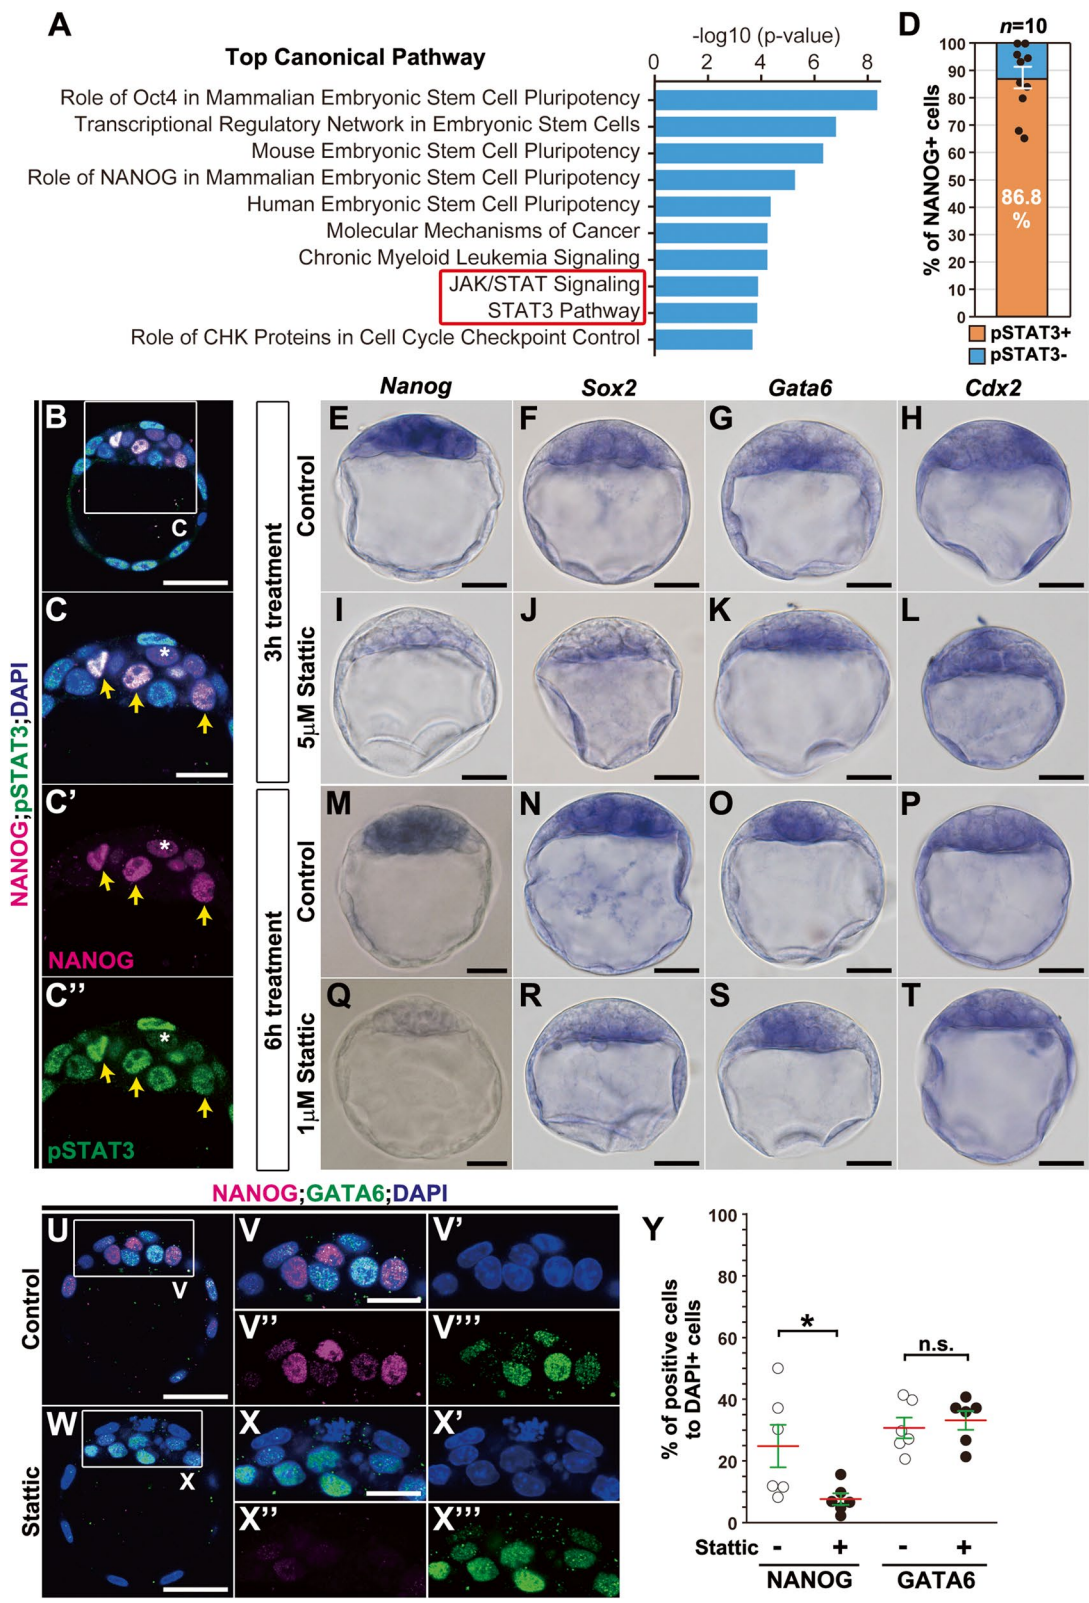 A
Top Canonical Pathway
-log10 (p-value)
0 2 4 6 8
Role of Oct4 in Mammalian Embryonic Stem Cell Pluripotency
Transcriptional Regulatory Network in Embryonic Stem Cells
Mouse Embryonic Stem Cell Pluripotency
Role of NANOG in Mammalian Embryonic Stem Cell Pluripotency
Human Embryonic Stem Cell Pluripotency
Molecular Mechanisms of Cancer
Chronic Myeloid Leukemia Signaling
JAK/STAT Signaling
STAT3 Pathway
Role of CHK Proteins in Cell Cycle Checkpoint Control
D
n=10
% of NANOG+ cells
100
90
80
70
60
50
40
30
20
10
0
86.8
%
pSTAT3+
pSTAT3-
NANOG;pSTAT3;DAPI
B
C
C
C’
NANOG
C’’
pSTAT3
*
*
*
3h treatment
6h treatment
Control
5µM Stattic
Control
1µM Stattic
Nanog Sox2 Gata6 Cdx2
E F G H
I J K L
M N O P
Q R S T
NANOG;GATA6;DAPI
Control
Stattic
U
V
V V’
V’’ V’’’
W
X
X X’
X’’ X’’’
Y
% of positive cells
to DAPI+ cells
100
80
60
40
20
0
*
n.s.
Stattic - + - +
NANOG GATA6